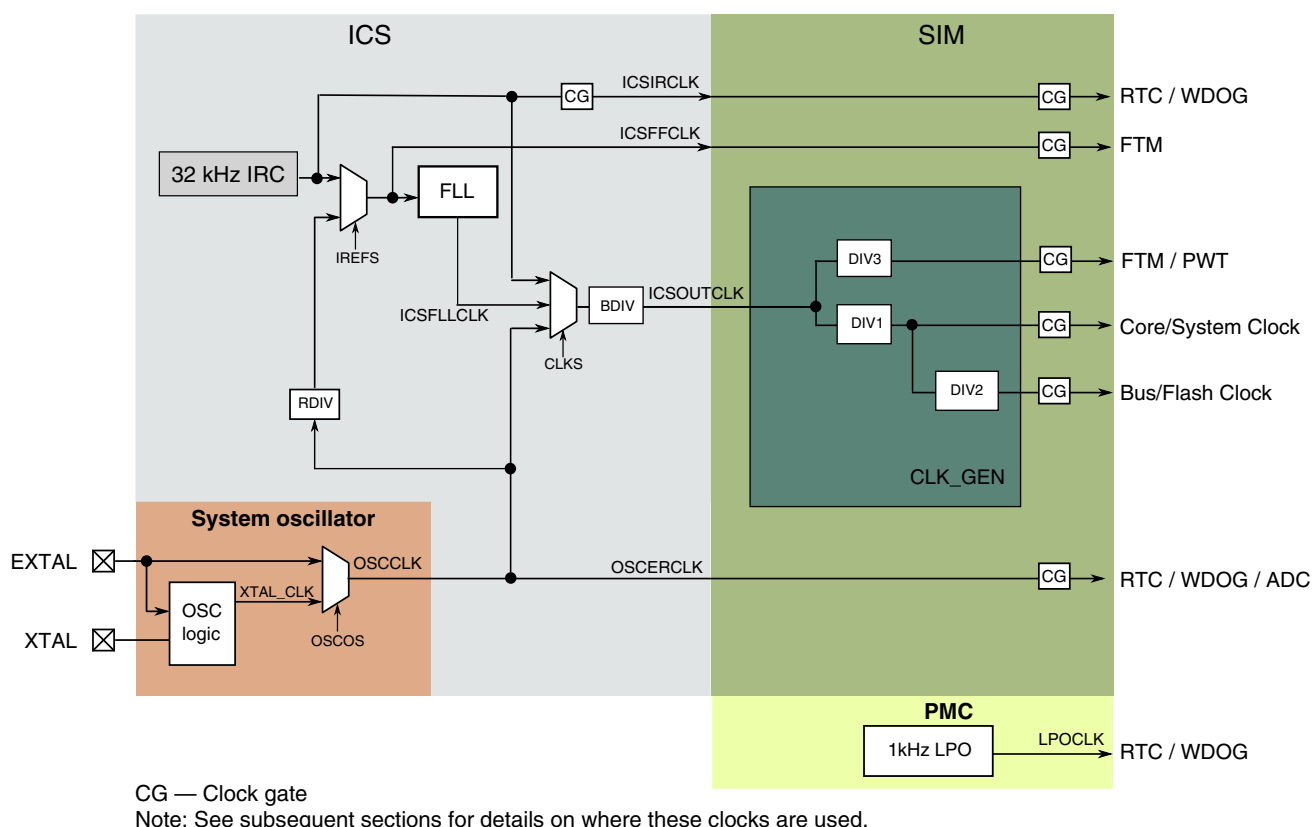 ICS
SIM
ICSIRCLK
CG
CG
RTC / WDOG
ICSFFCLK
CG
FTM
32 kHz IRC
FLL
IREFS
DIV3
CG
FTM / PWT
ICSFLLCLK
BDIV
ICSOUTCLK
DIV1
CG
Core/System Clock
CLKS
RDIV
DIV2
CG
Bus/Flash Clock
CLK_GEN
System oscillator
EXTAL
OSCCLK
OSCERCLK
CG
RTC / WDOG / ADC
XTAL_CLK
OSC
logic
XTAL
OSCOS
PMC
1kHz LPO
LPOCLK
RTC / WDOG
CG — Clock gate
Note: See subsequent sections for details on where these clocks are used.